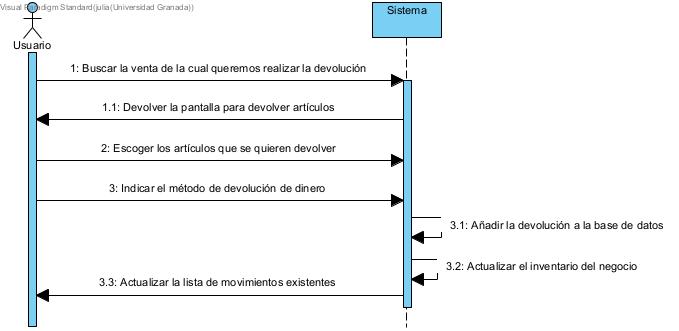 Visual Paradigm Standard(julia(Universidad Granada))
Sistema
Usuario
1: Buscar la venta de la cual queremos realizar la devolución
1.1: Devolver la pantalla para devolver artículos
2: Escoger los artículos que se quieren devolver
3: Indicar el método de devolución de dinero
3.1: Añadir la devolución a la base de datos
3.2: Actualizar el inventario del negocio
3.3: Actualizar la lista de movimientos existentes